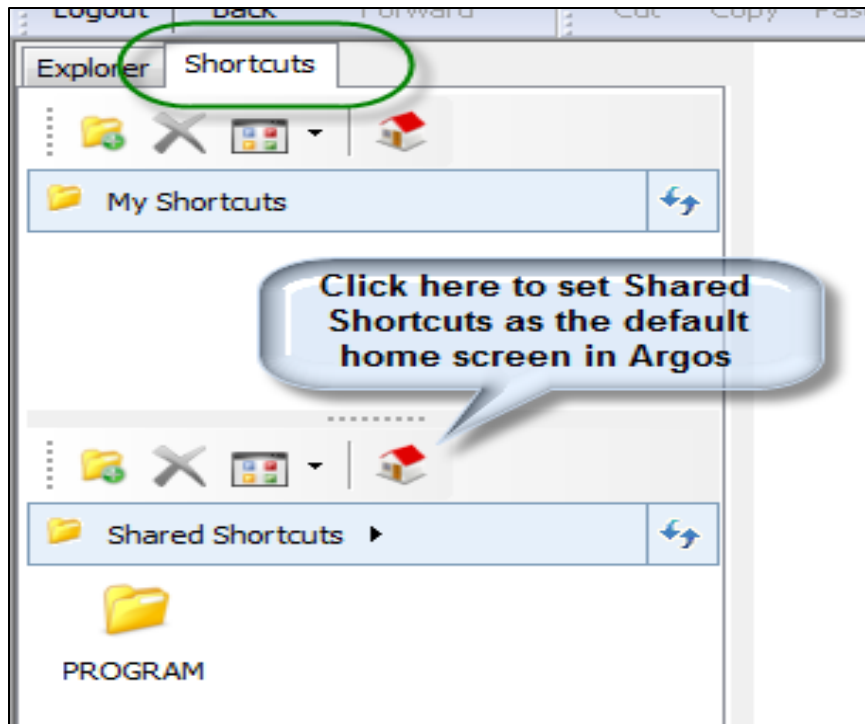 Logout Back Forward Cut Copy
Explorer Shortcuts
My Shortcuts
Click here to set Shared
Shortcuts as the default
home screen in Argos
Shared Shortcuts
PROGRAM